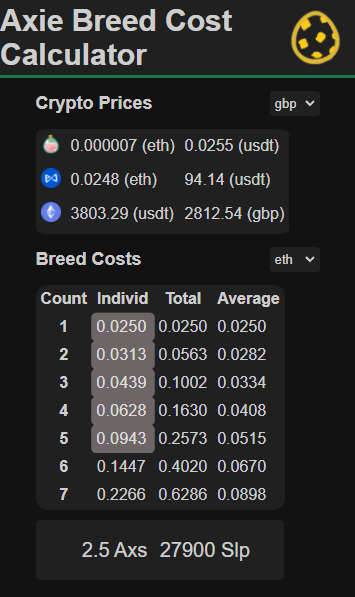 Axie Breed Cost
Calculator
Crypto Prices gbp
0.000007 (eth) 0.0255 (usdt)
0.0248 (eth) 94.14 (usdt)
3803.29 (usdt) 2812.54 (gbp)
Breed Costs eth
Count Individ Total Average
1 0.0250 0.0250 0.0250
2 0.0313 0.0563 0.0282
3 0.0439 0.1002 0.0334
4 0.0628 0.1630 0.0408
5 0.0943 0.2573 0.0515
6 0.1447 0.4020 0.0670
7 0.2266 0.6286 0.0898
2.5 Axs 27900 Slp